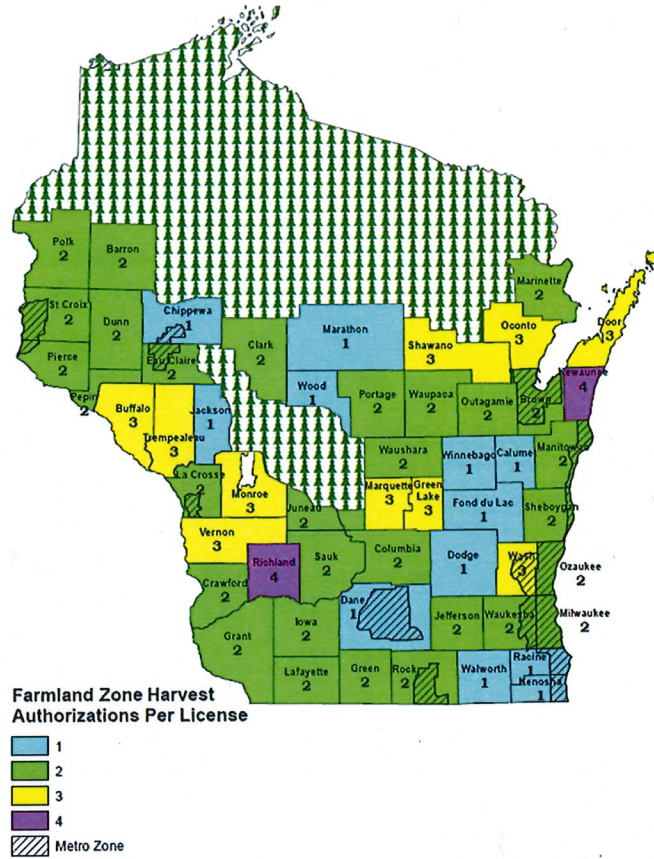 Polk
2
Barron
2
Marinette
2
St Croix
2
Dunn
2
Chippewa
1
Marathon
1
Shawano
3
Oconto
3
Door
3
Pierce
2
Eau Claire
2
Clark
2
Wood
1
Portage
2
Waupaca
2
Outagamie
2
Brown
2
Kewaunee
4
Pepin
2
Buffalo
3
Trempealeau
3
Jackson
1
Waushara
2
Winnebago
1
Calume
1
Manitowoc
2
La Crosse
2
2
Monroe
3
Juneau
2
Marquette
3
Green
Lake
3
Fond du Lac
1
Sheboygan
2
Vernon
3
Richland
4
Sauk
2
Columbia
2
Dodge
1
Wash
3
Ozaukee
2
Crawford
2
Dane
1
Iowa
2
Jefferson
2
Waukesha
2
Milwaukee
2
Grant
2
Lafayette
2
Green
2
Rock
2
Walworth
1
Racine
1
Kenosha
1
Farmland Zone Harvest
Authorizations Per License
1
2
3
4
Metro Zone